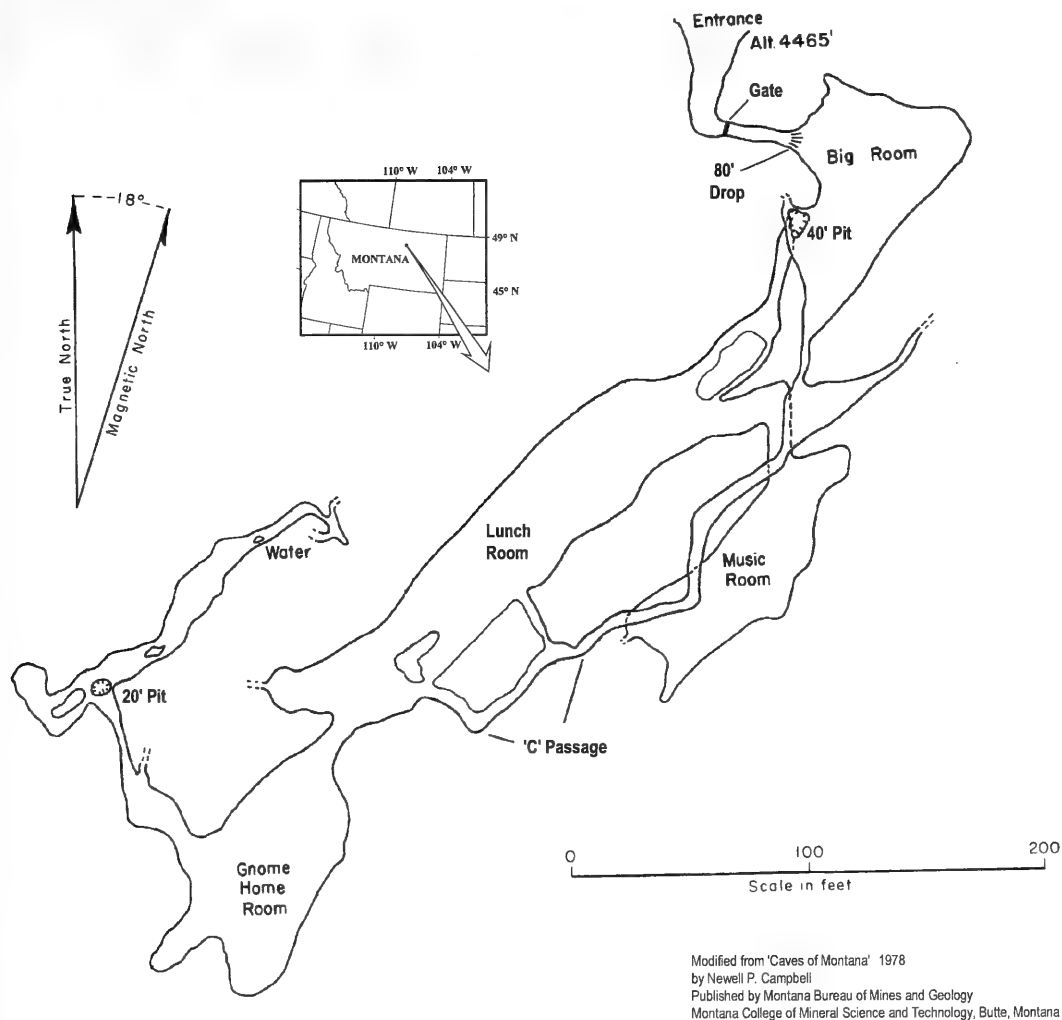 Entrance
Alt. 4465'
Gate
Big Room
80'
Drop
40' Pit
18°
True North
Magnetic North
110° W 104° W
49° N
MONTANA
45° N
110° W 104° W
Lunch
Room
Water
Music
Room
20' Pit
'C' Passage
Gnome
Home
Room
0 100 200
Scale in feet
Modified from 'Caves of Montana' 1978
by Newell P. Campbell
Published by Montana Bureau of Mines and Geology
Montana College of Mineral Science and Technology, Butte, Montana